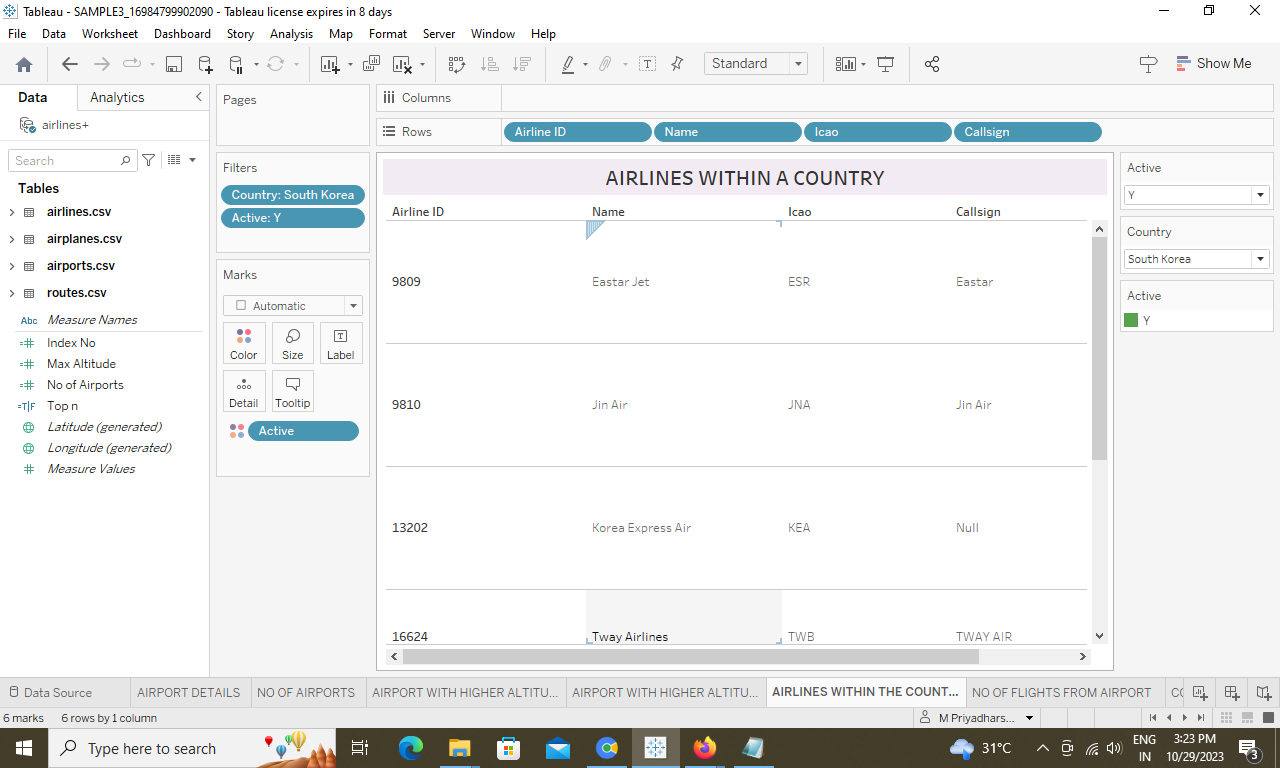 Tableau - SAMPLE3_16984799902090 - Tableau license expires in 8 days
File Data Worksheet Dashboard Story Analysis Map Format Server Window Help
Standard
Show Me
Data Analytics
airlines+
Search
Tables
airlines.csv
airplanes.csv
airports.csv
routes.csv
Abc Measure Names
Index No
Max Altitude
No of Airports
T|F Top n
Latitude (generated)
Longitude (generated)
Measure Values
Pages
Filters
Country: South Korea
Active: Y
Marks
Automatic
Color Size Label
Detail Tooltip
Active
Columns
Rows Airline ID Name Icao Callsign
AIRLINES WITHIN A COUNTRY
Airline ID Name Icao Callsign
9809 Eastar Jet ESR Eastar
9810 Jin Air JNA Jin Air
13202 Korea Express Air KEA Null
16624 Tway Airlines TWB TWAY AIR
Active
Y
Country
South Korea
Active
Y
Data Source AIRPORT DETAILS NO OF AIRPORTS AIRPORT WITH HIGHER ALTITU... AIRPORT WITH HIGHER ALTITU... AIRLINES WITHIN THE COUNT... NO OF FLIGHTS FROM AIRPORT
6 marks 6 rows by 1 column M Priyadhars...
Type here to search
31°C
ENG
IN
3:23 PM
10/29/2023
3